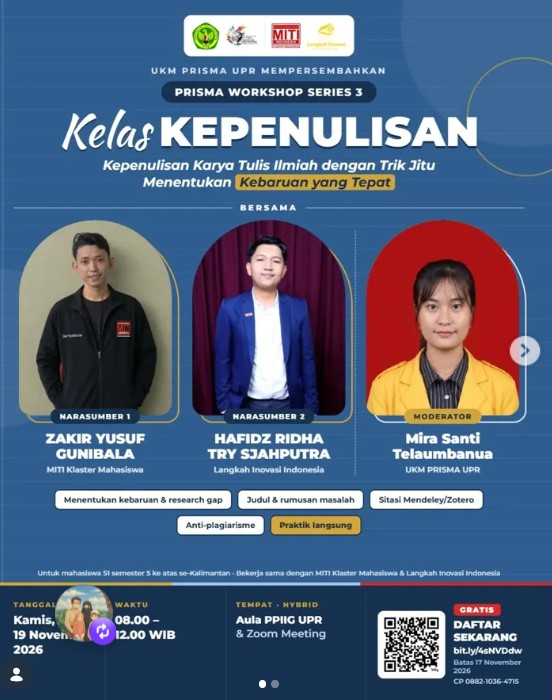 MITI
UKM PRISMA UPR MEMPERSEMBAHKAN
PRISMA WORKSHOP SERIES 3
Kelas KEPENULISAN
Kepenulisan Karya Tulis Ilmiah dengan Trik Jitu
Menentukan Kebaruan yang Tepat
BERSAMA
MITI
NARASUMBER 1
ZAKIR YUSUF
GUNIBALA
MITI Klaster Mahasiswa
NARASUMBER 2
HAFIDZ RIDHA
TRY SJAHPUTRA
Langkah Inovasi Indonesia
MODERATOR
Mira Santi
Telaumbanua
UKM PRISMA UPR
Menentukan kebaruan & research gap
Judul & rumusan masalah
Sitasi Mendeley/Zotero
Anti-plagiarisme
Praktik langsung
Untuk mahasiswa S1 semester 5 ke atas se-Kalimantan - Bekerja sama dengan MITI Klaster Mahasiswa & Langkah Inovasi Indonesia
TANGGAL
Kamis,
19
2026
WAKTU
08.00 –
12.00 WIB
TEMPAT - HYBRID
Aula PPIIG UPR
& Zoom Meeting
GRATIS
DAFTAR
SEKARANG
bit.ly/4sNVDdw
Batas 17 November
2026
CP 0882-1036-4715